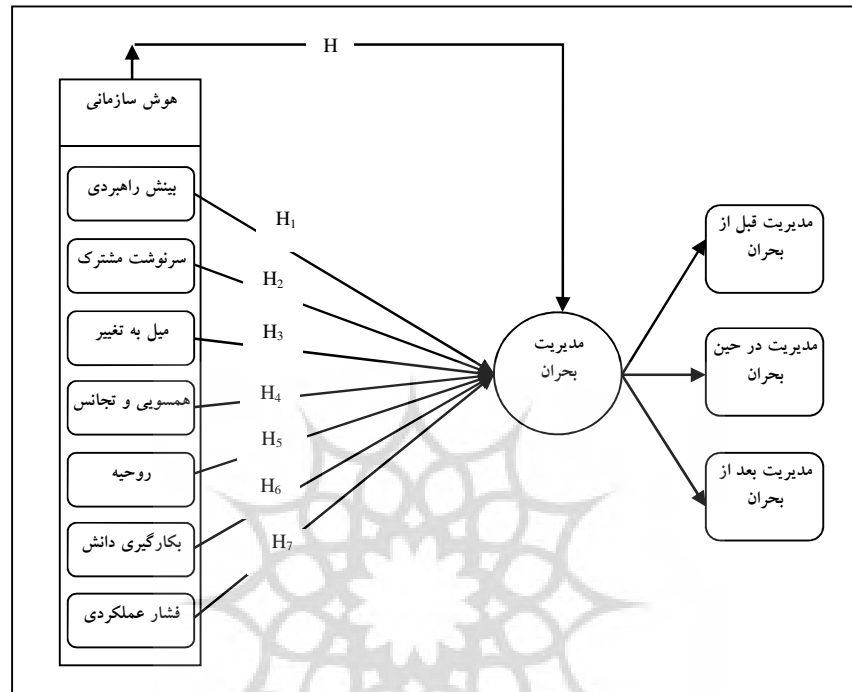 H
هوش سازمانی
بینش راهبردی
سرنوشت مشترک
میل به تغییر
همسویی و تجانس
روحیه
بکارگیری دانش
فشار عملکردی
H1
H2
H3
H4
H5
H6
H7
مدیریت
بحران
مدیریت قبل از
بحران
مدیریت در حین
بحران
مدیریت بعد از
بحران